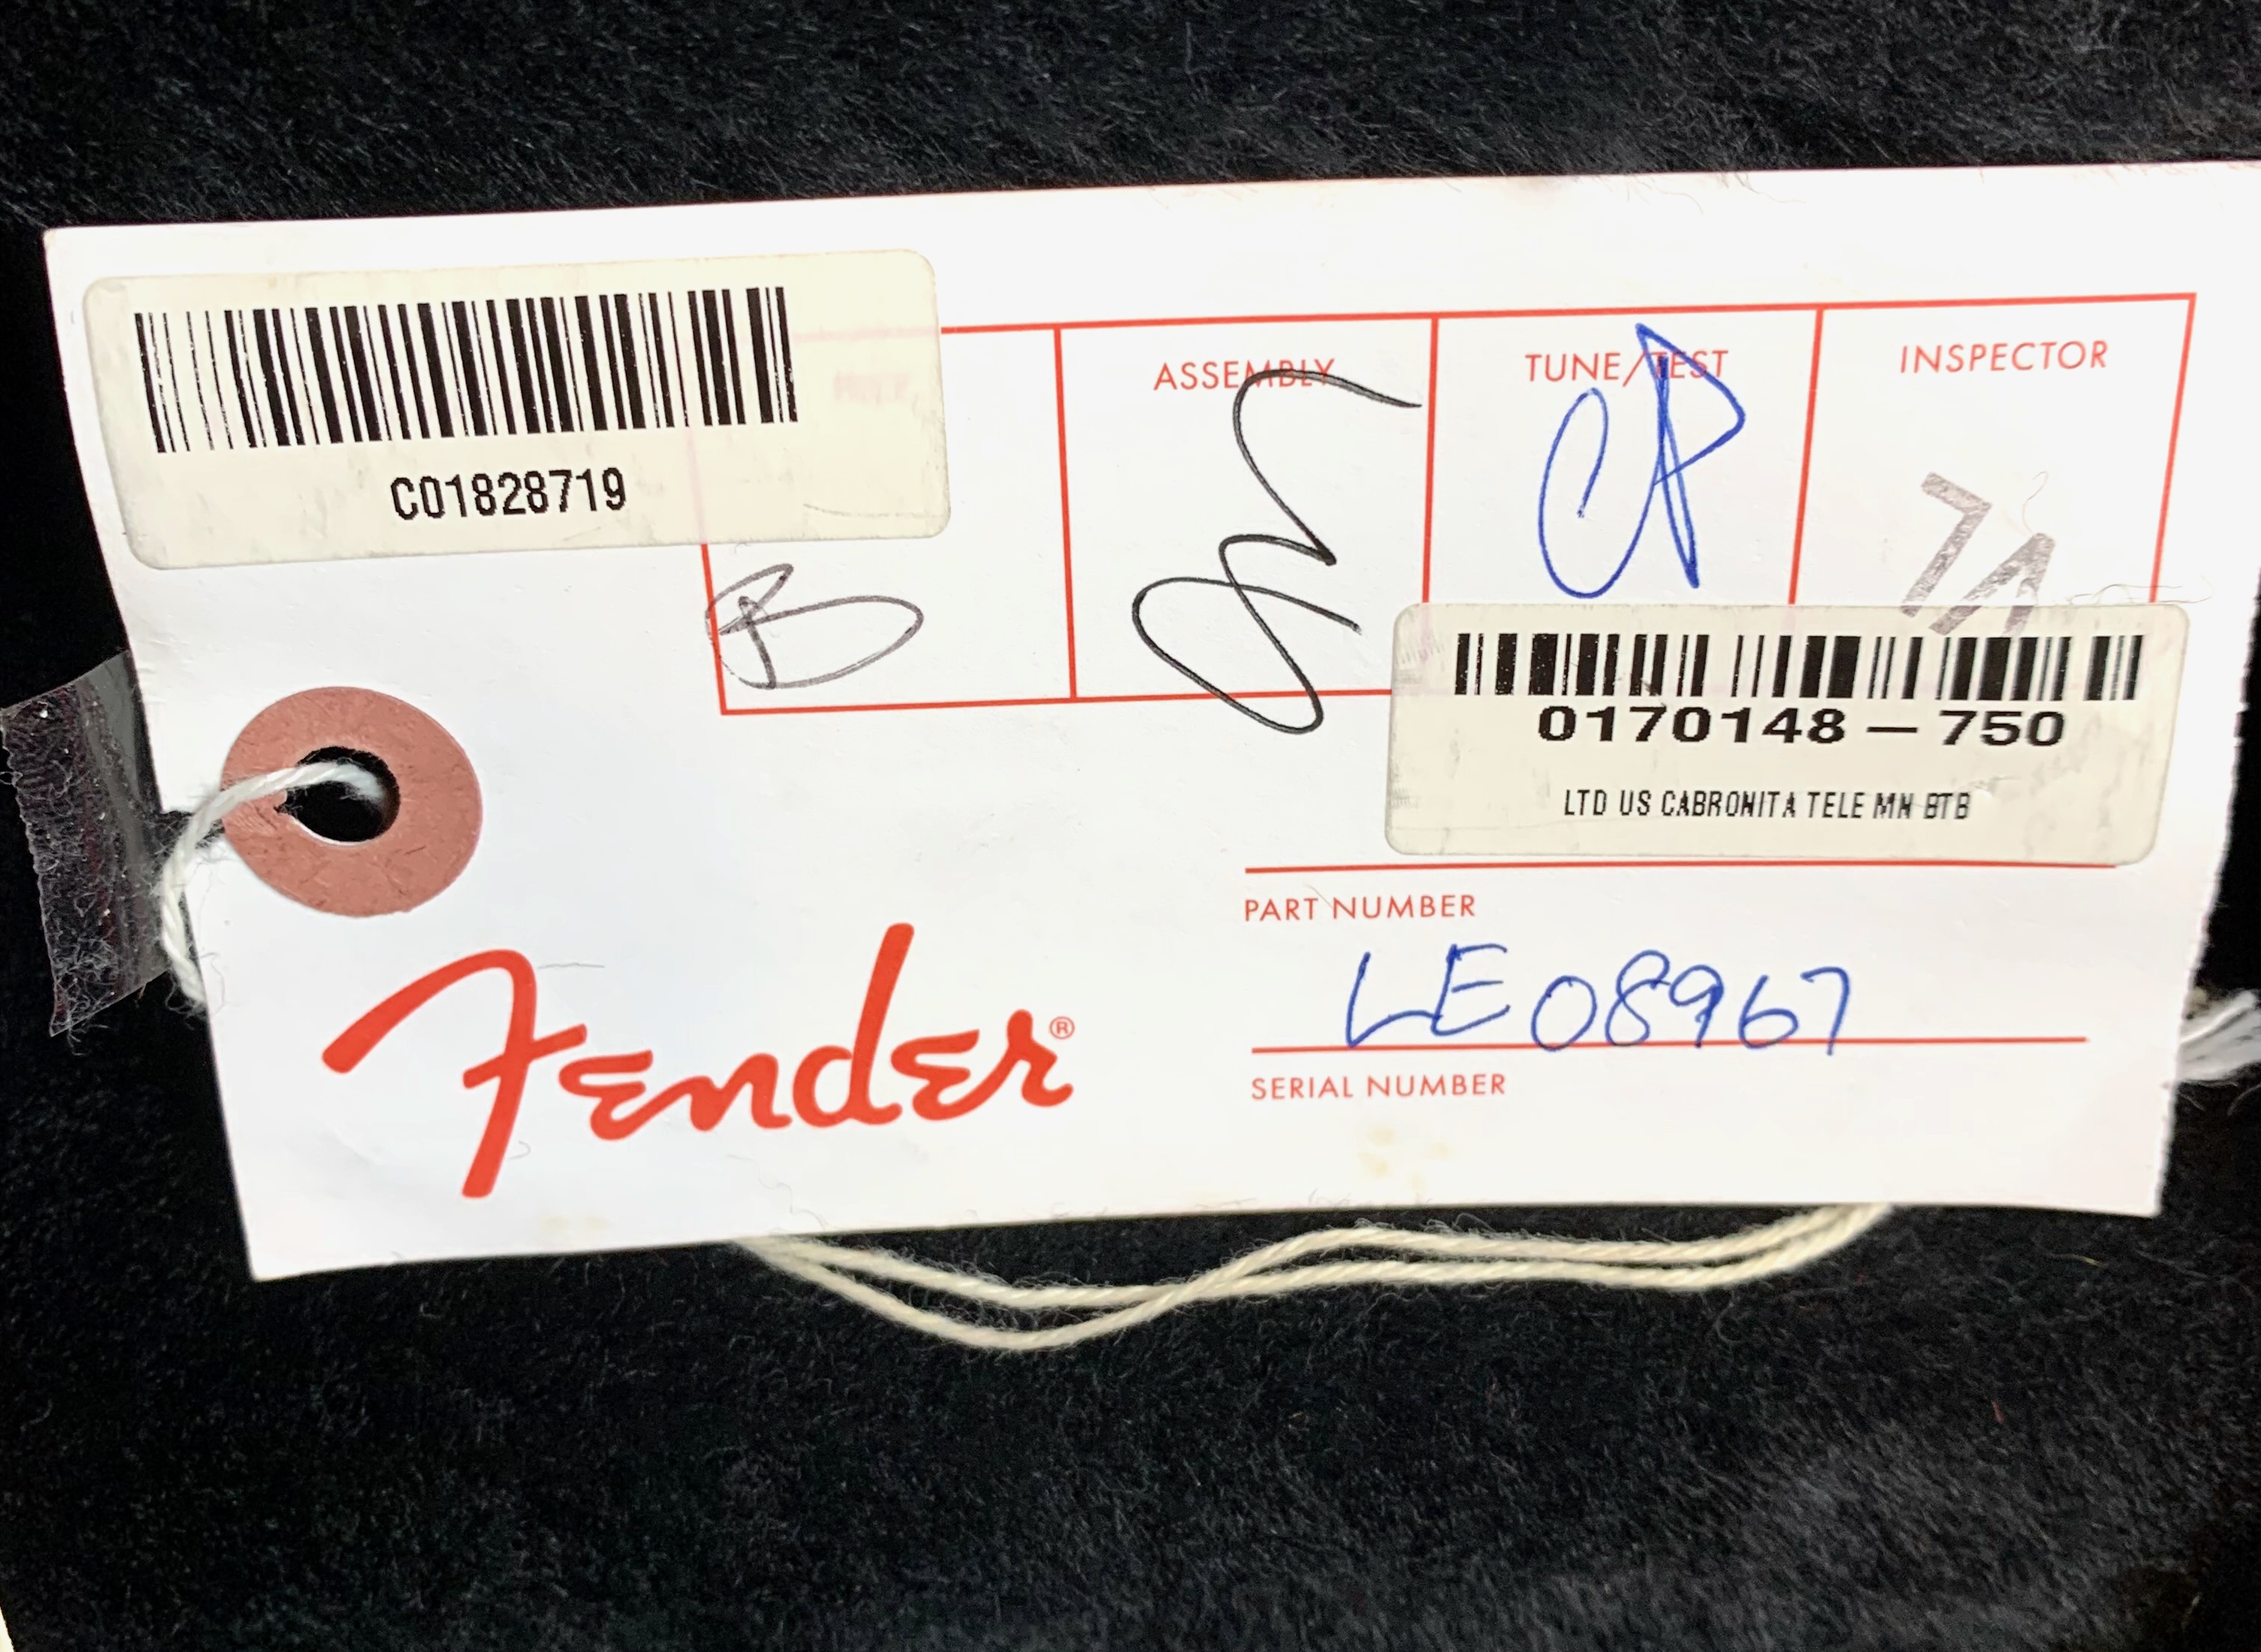 C01828719
ASSEMBLY
TUNE/TEST
INSPECTOR
B
CP
0170148-750
LTD US CABRONITA TELE MN BTB
PART NUMBER
LE08967
SERIAL NUMBER
Fender®